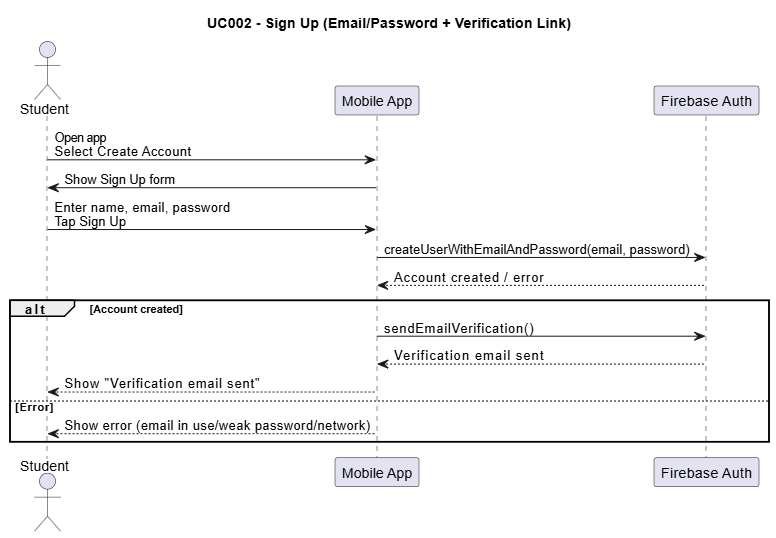 UC002 - Sign Up (Email/Password + Verification Link)
Student
Mobile App
Firebase Auth
Open app
Select Create Account
Show Sign Up form
Enter name, email, password
Tap Sign Up
createUserWithEmailAndPassword(email, password)
Account created / error
alt
[Account created]
sendEmailVerification()
Verification email sent
Show "Verification email sent"
[Error]
Show error (email in use/weak password/network)
Student
Mobile App
Firebase Auth